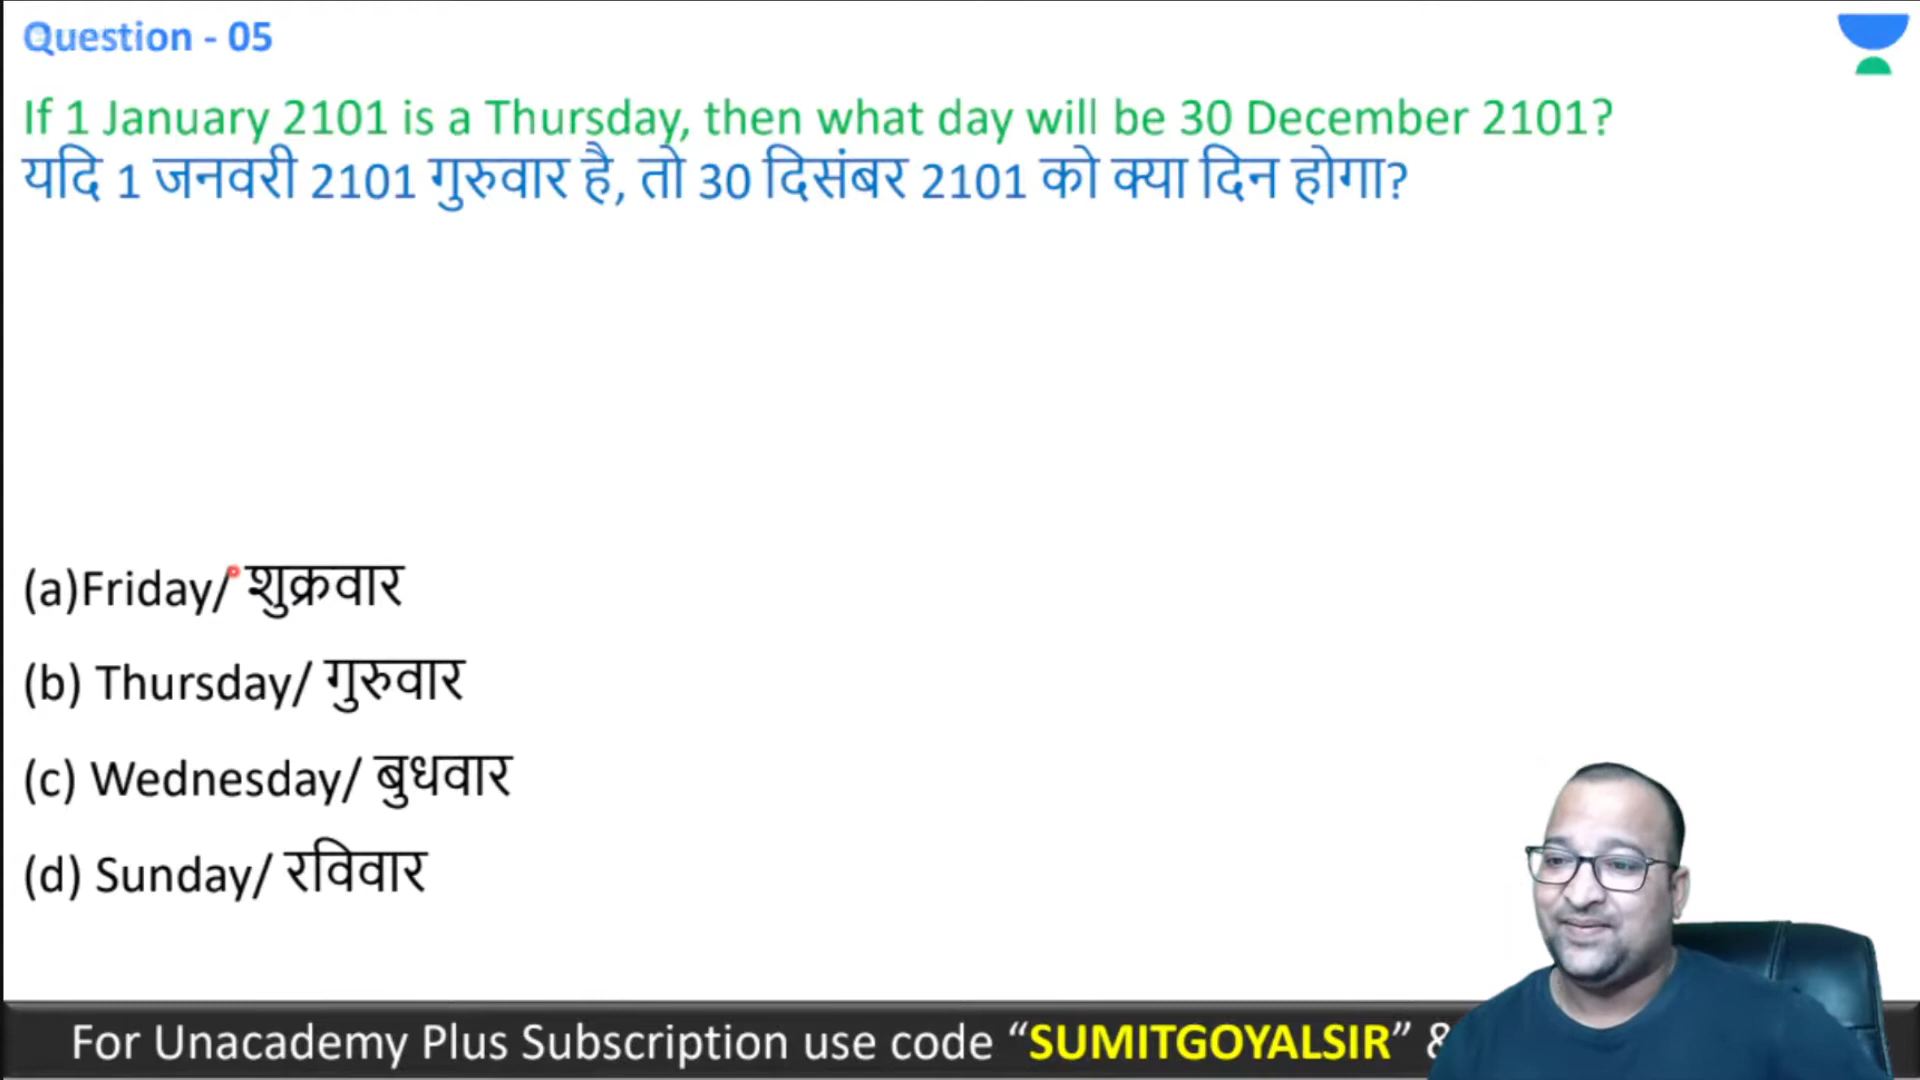 Question - 05
If 1 January 2101 is a Thursday, then what day will be 30 December 2101?
यदि 1 जनवरी 2101 गुरुवार है, तो 30 दिसंबर 2101 को क्या दिन होगा?
(a)Friday/ शुक्रवार
(b) Thursday/ गुरुवार
(c) Wednesday/ बुधवार
(d) Sunday/ रविवार
For Unacademy Plus Subscription use code “SUMITGOYALSIR” &